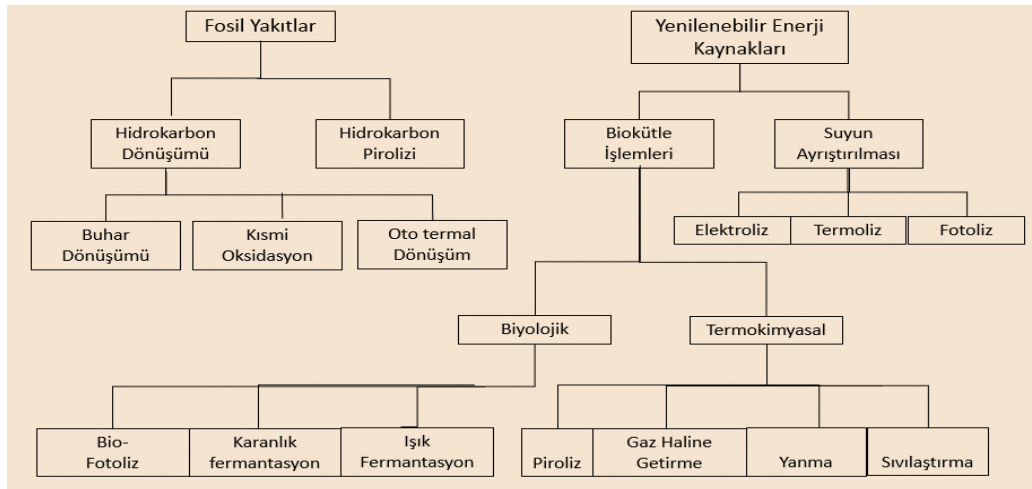 Fosil Yakıtlar
Yenilenebilir Enerji
Kaynakları
Hidrokarbon
Dönüşümü
Hidrokarbon
Pirolizi
Biokütle
İşlemleri
Suyun
Ayrıştırılması
Buhar
Dönüşümü
Kısmi
Oksidasyon
Oto termal
Dönüşüm
Elektroliz
Termoliz
Fotoliz
Biyolojik
Termokimyasal
Bio-
Fotoliz
Karanlık
fermantasyon
Işık
Fermantasyon
Piroliz
Gaz Haline
Getirme
Yanma
Sıvılaştırma